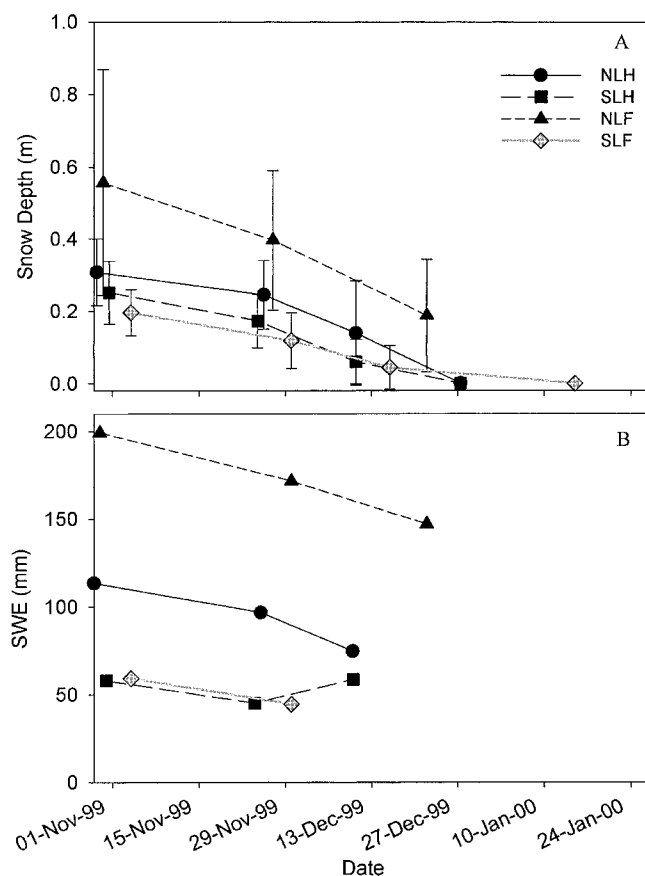 A
NLH
SLH
NLF
SLF
1.0
0.8
0.6
0.4
0.2
0.0
Snow Depth (m)
B
200
150
100
50
0
SWE (mm)
01-Nov-99
15-Nov-99
29-Nov-99
13-Dec-99
27-Dec-99
10-Jan-00
24-Jan-00
Date